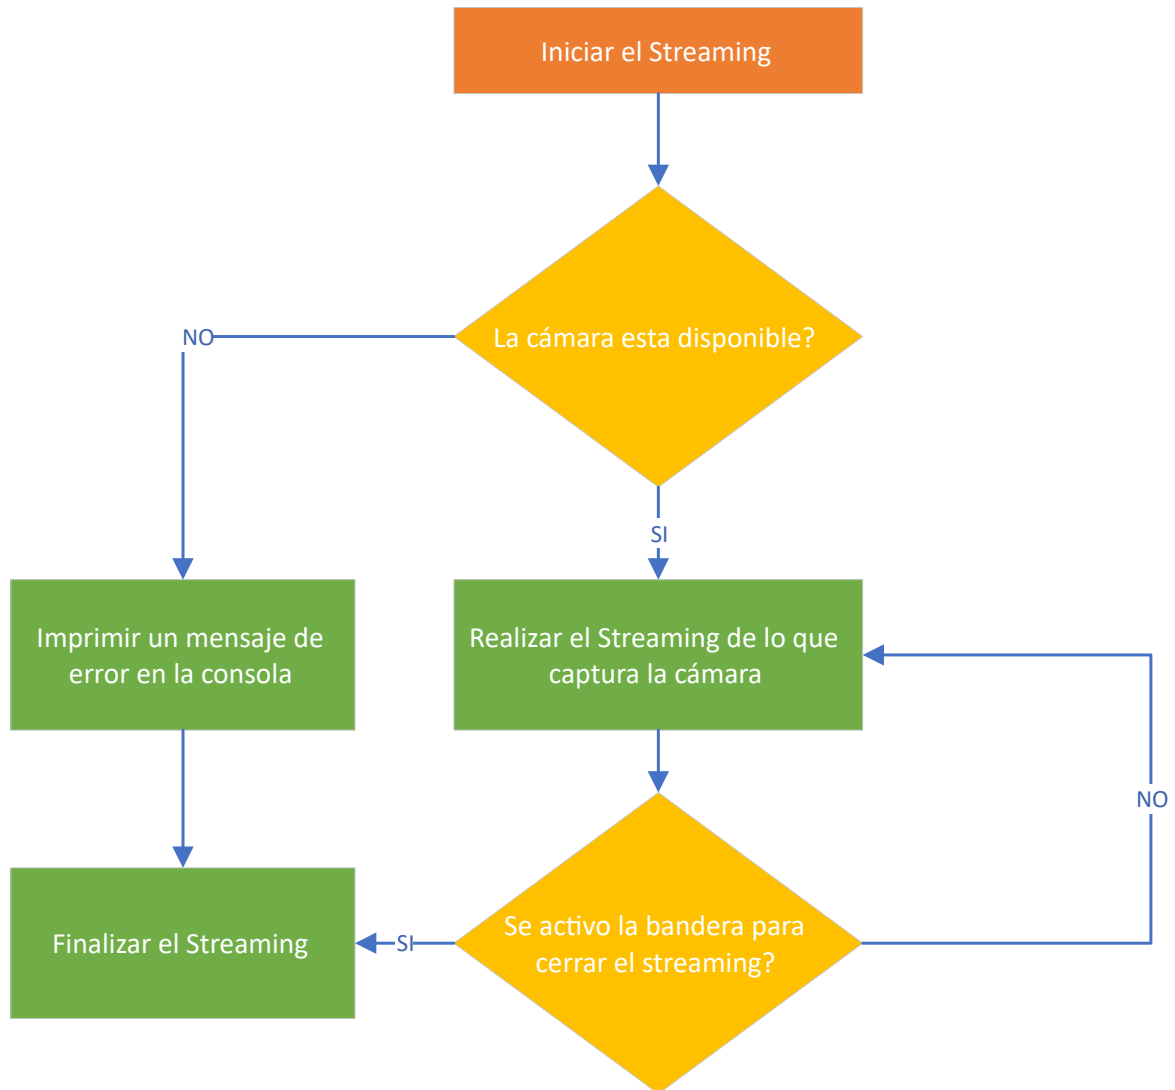 Iniciar el Streaming
La cámara esta disponible?
NO
SI
Imprimir un mensaje de
error en la consola
Realizar el Streaming de lo que
captura la cámara
NO
Se activo la bandera para
cerrar el streaming?
SI
Finalizar el Streaming